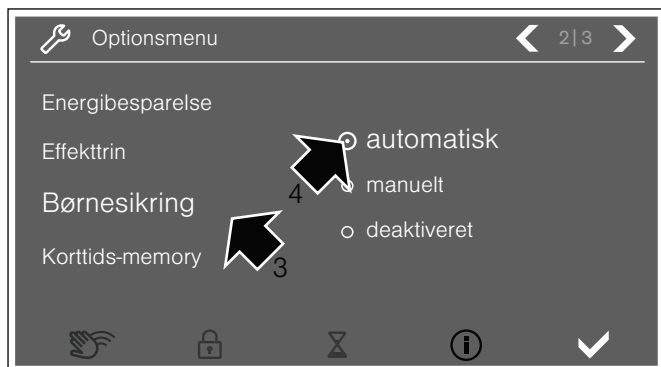 Optionsmenu
2|3
Energibesparelse
Effekttrin
Børnesikring
Korttids-memory
automatisk
manuelt
deaktiveret
4
3